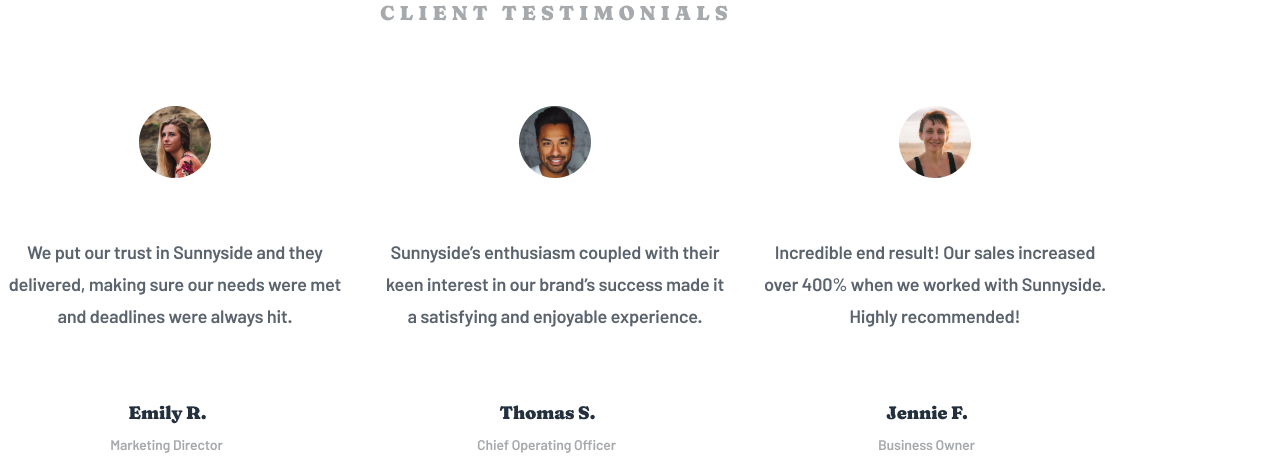 CLIENT TESTIMONIALS
We put our trust in Sunnyside and they
delivered, making sure our needs were met
and deadlines were always hit.
Emily R.
Marketing Director
Sunnyside’s enthusiasm coupled with their
keen interest in our brand’s success made it
a satisfying and enjoyable experience.
Thomas S.
Chief Operating Officer
Incredible end result! Our sales increased
over 400% when we worked with Sunnyside.
Highly recommended!
Jennie F.
Business Owner